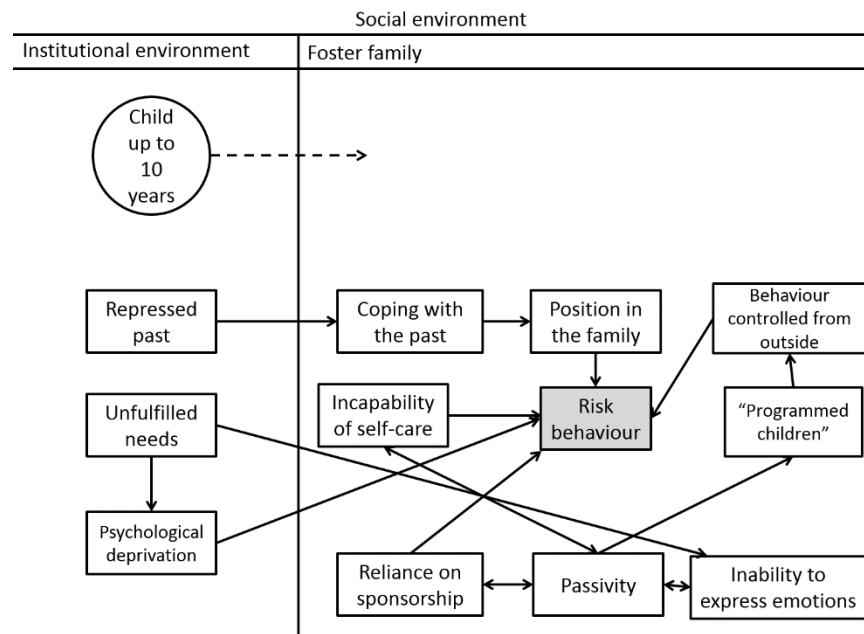 Social environment
Institutional environment
Foster family
Child
up to
10
years
Repressed
past
Coping with
the past
Position in
the family
Behaviour
controlled from
outside
Unfulfilled
needs
Incapability
of self-care
Risk
behaviour
“Programmed
children”
Psychological
deprivation
Reliance on
sponsorship
Passivity
Inability to
express emotions